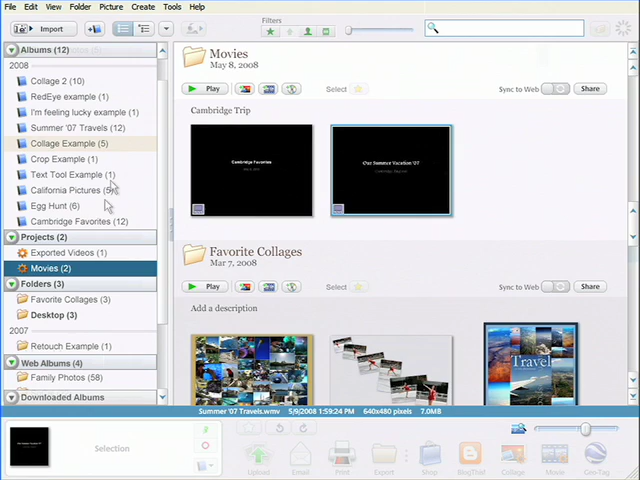 File Edit View Folder Picture Create Tools Help
Import
Filters
Albums (12)
2008
Collage 2 (10)
RedEye example (1)
I'm feeling lucky example (1)
Summer '07 Travels (12)
Collage Example (5)
Crop Example (1)
Text Tool Example (1)
California Pictures (5)
Egg Hunt (6)
Cambridge Favorites (12)
Projects (2)
Exported Videos (1)
Movies (2)
Folders (3)
Favorite Collages (3)
Desktop (3)
2007
Retouch Example (1)
Web Albums (4)
Family Photos (58)
Downloaded Albums
Movies
May 8, 2008
Play
Select
Sync to Web
Share
Cambridge Trip
Cambridge Favorites
Our Summer Vacation '07
Favorite Collages
Mar 7, 2008
Play
Select
Sync to Web
Share
Add a description
Travel
Summer '07 Travels.wmv 5/9/2008 1:59:24 PM 640x480 pixels 7.0MB
Selection
Upload Email Print Export Shop BlogThis! Collage Movie Geo-Tag